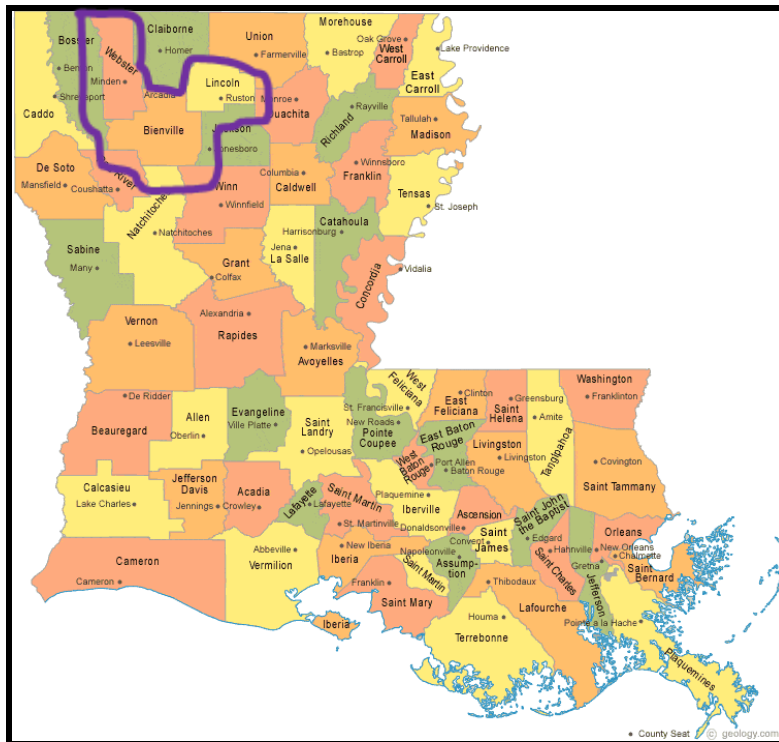 Morehouse
Claiborne
Union
Oak Grove
West
Carroll
Lake Providence
Bossier
Homer
Farmerville
Bastrop
East
Carroll
Webster
Benton
Minden
Lincoln
Arcadia
Ruston
Monroe
Shreveport
Ouachita
Rayville
Richland
Caddo
Tallulah
Madison
Bienville
Jackson
Jonesboro
De Soto
Mansfield
Coushatta
River
Winnsboro
Franklin
Columbia
Caldwell
Tensas
Winn
Winnfield
St. Joseph
Natchitoches
Natchitoches
Catahoula
Harrisonburg
Jena
La Salle
Sabine
Many
Grant
Colfax
Concordia
Vidalia
Alexandria
Rapides
Vernon
Leesville
Marksville
Avoyelles
West
Feliciana
Washington
Franklinton
De Ridder
Beauregard
Allen
Oberlin
Evangeline
Ville Platte
Saint
Landry
Opelousas
St. Francisville
New Roads
Pointe
Coupee
Clinton
East
Feliciana
Greensburg
Saint
Helena
Amite
Tangipahoa
East Baton
Rouge
West
Baton
Rouge
Port Allen
Baton Rouge
Livingston
Livingston
Covington
Saint Tammany
Calcasieu
Lake Charles
Jefferson
Davis
Jennings
Acadia
Crowley
Lafayette
Lafayette
Saint Martin
St. Martinville
Plaquemine
Iberville
Donaldsonville
Ascension
Saint John
the Baptist
Convent
Saint
James
Edgard
Hahnville
Orleans
New Orleans
Chalmette
Gretna
Saint
Bernard
Cameron
Cameron
Abbeville
Vermilion
New Iberia
Iberia
Franklin
Saint Martin
Napoleonville
Assump-
tion
Saint Charles
Jefferson
Thibodaux
Saint Mary
Lafourche
Iberia
Houma
Terrebonne
Pointe a la Hache
Plaquemines
County Seat
© geology.com